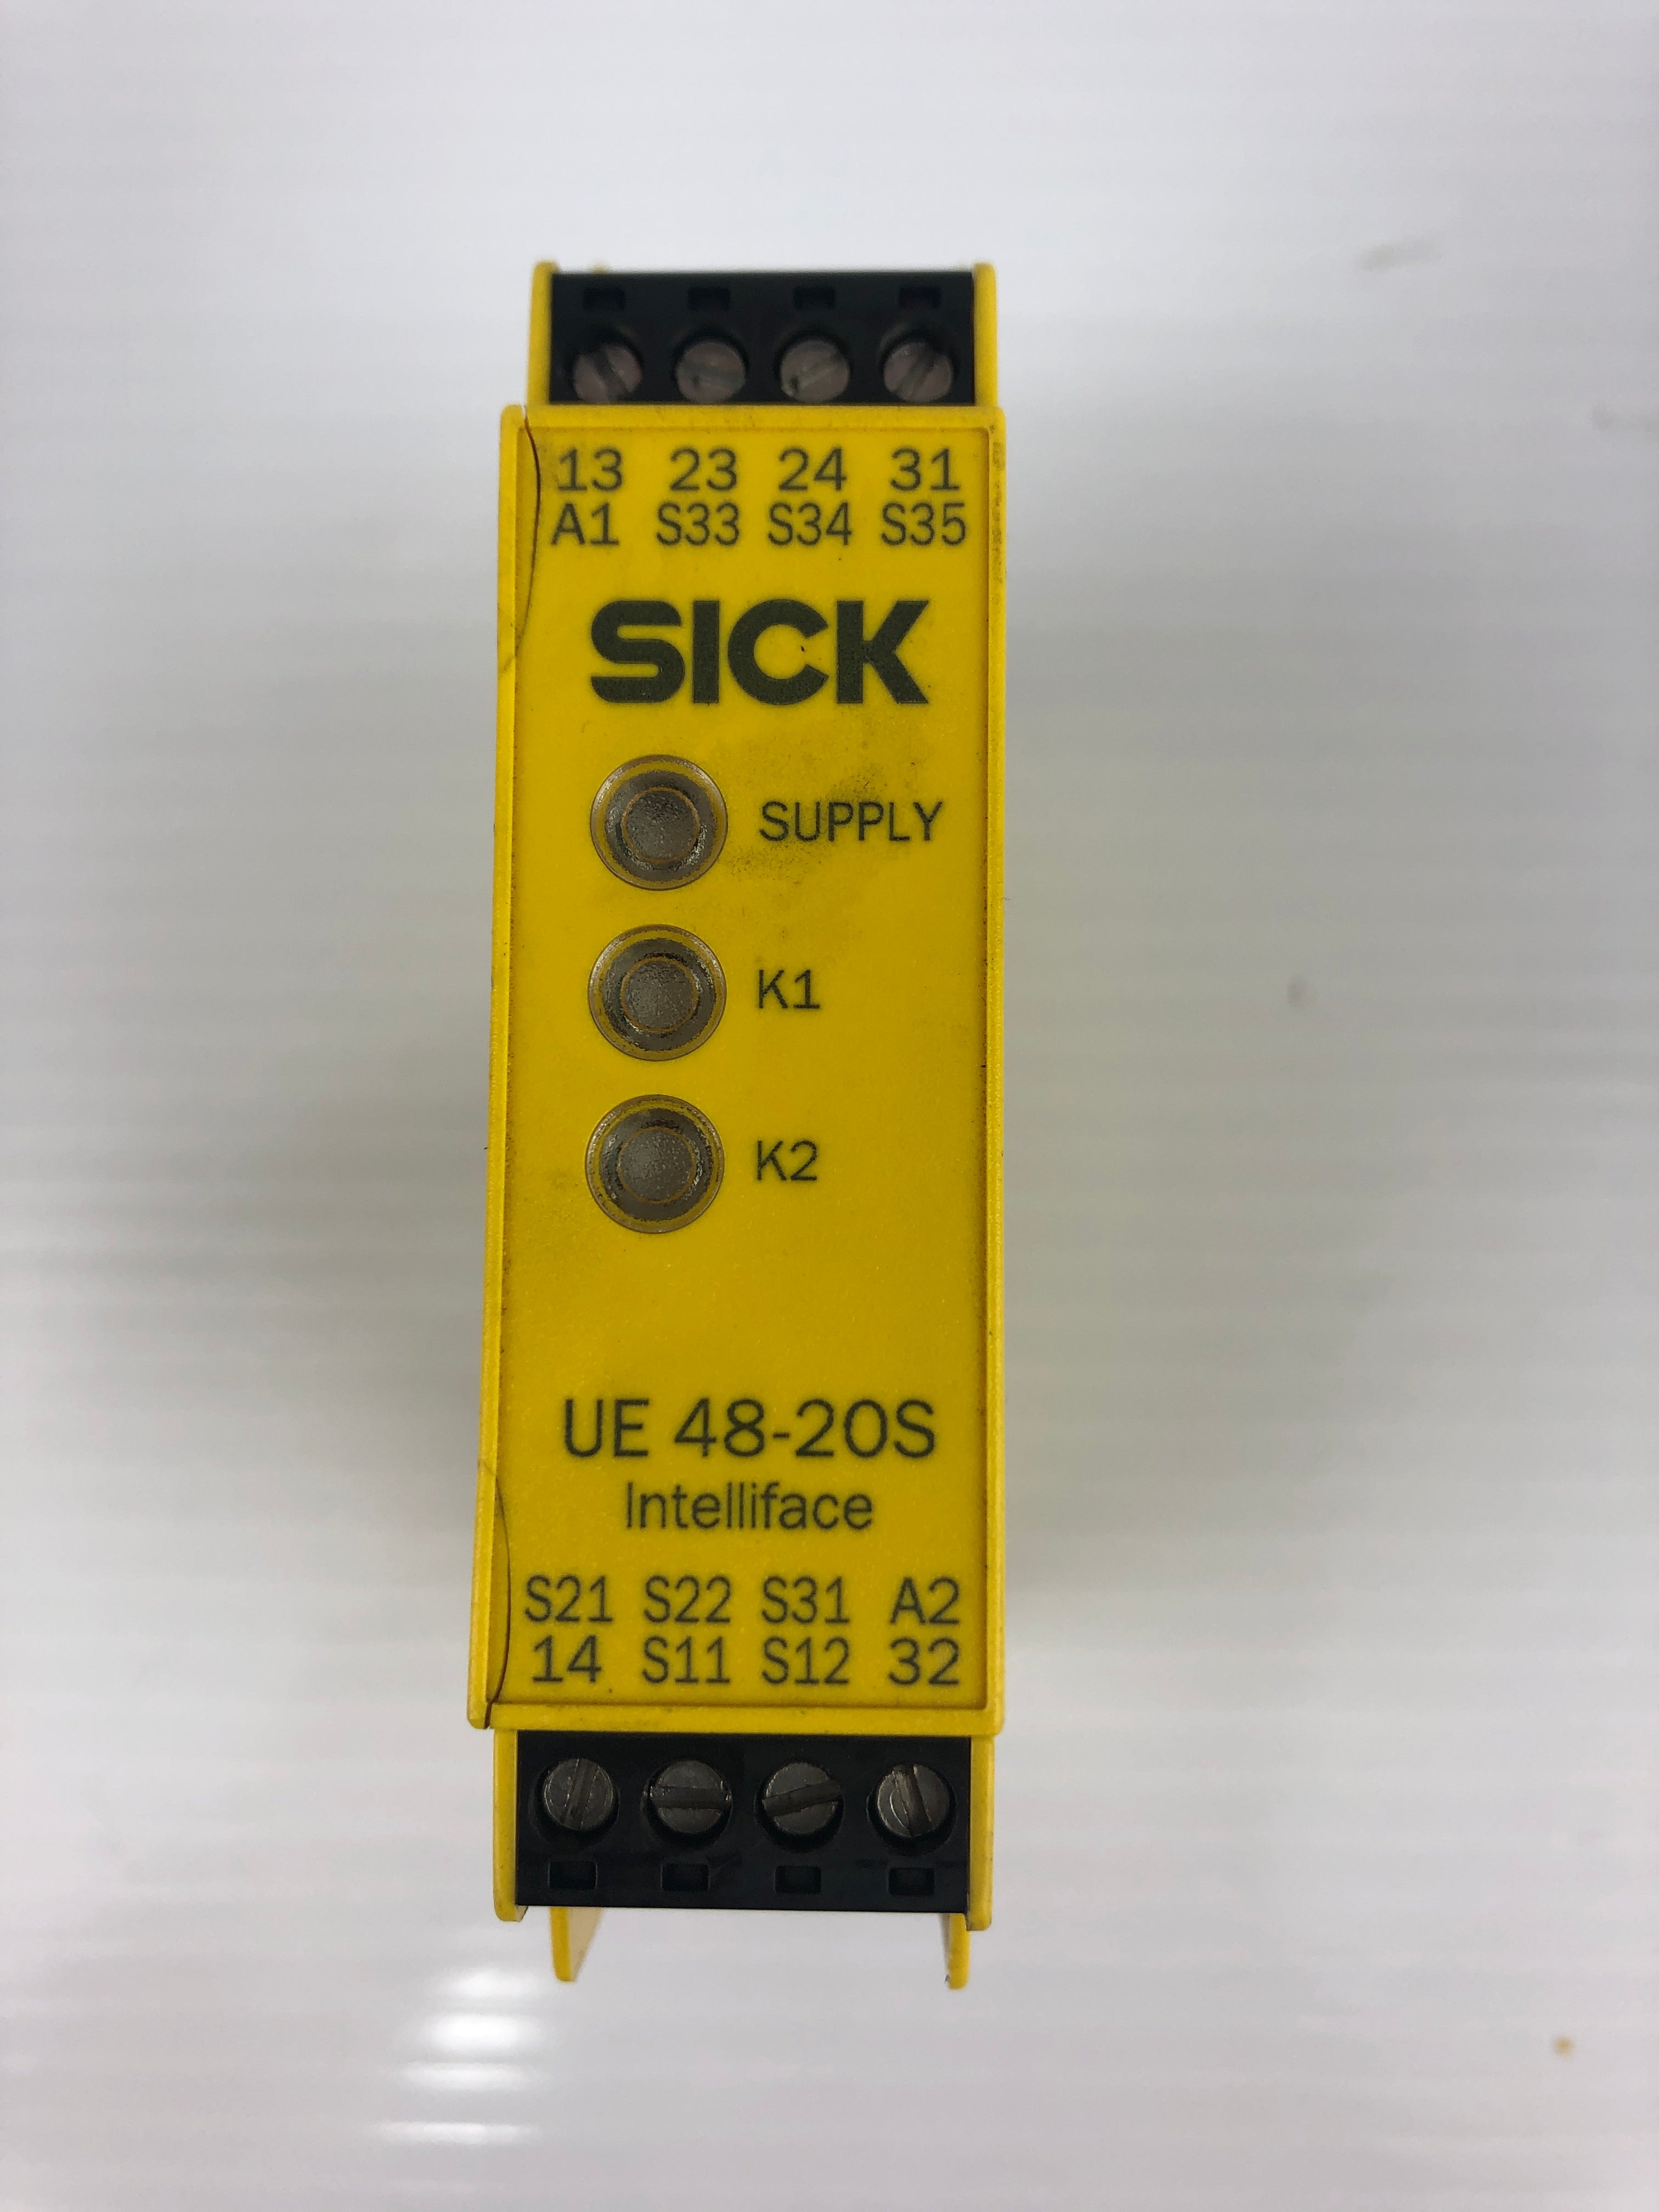 13 23 24 31
A1 S33 S34 S35
SICK
SUPPLY
K1
K2
UE 48-20S
Intelliface
S21 S22 S31 A2
14 S11 S12 32